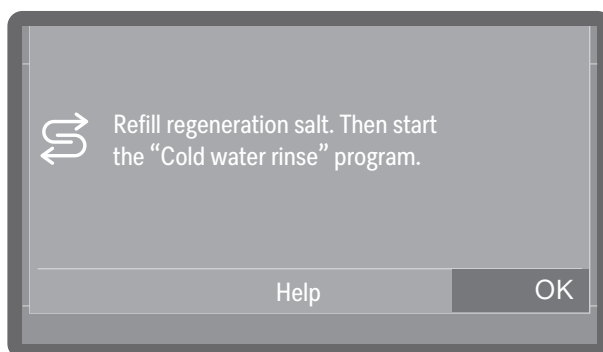 Refill regeneration salt. Then start
the “Cold water rinse” program.
Help
OK